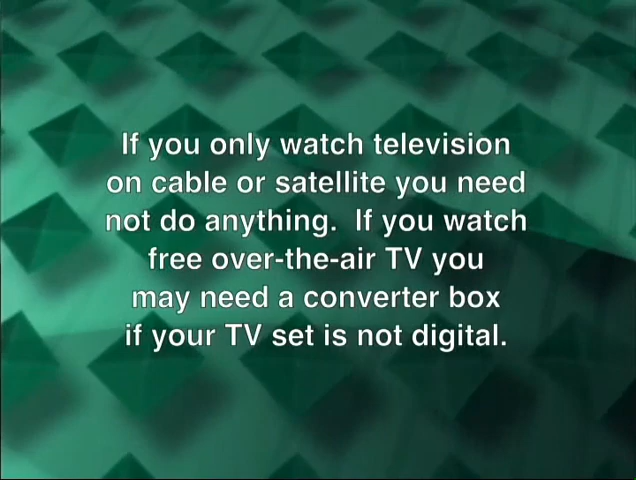 If you only watch television
on cable or satellite you need
not do anything.  If you watch
free over-the-air TV you
may need a converter box
if your TV set is not digital.